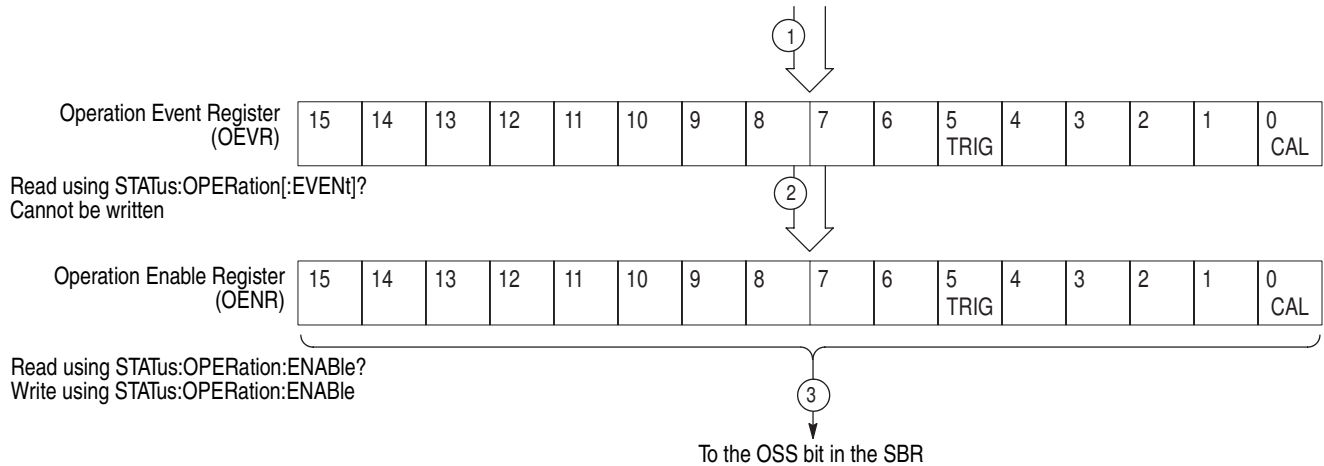 1
Operation Event Register
(OEVR)
15 14 13 12 11 10 9 8 7 6 5 4 3 2 1 0
TRIG CAL
Read using STATus:OPERation[:EVENt]?
Cannot be written
2
Operation Enable Register
(OENR)
15 14 13 12 11 10 9 8 7 6 5 4 3 2 1 0
TRIG CAL
Read using STATus:OPERation:ENABle?
Write using STATus:OPERation:ENABle
3
To the OSS bit in the SBR